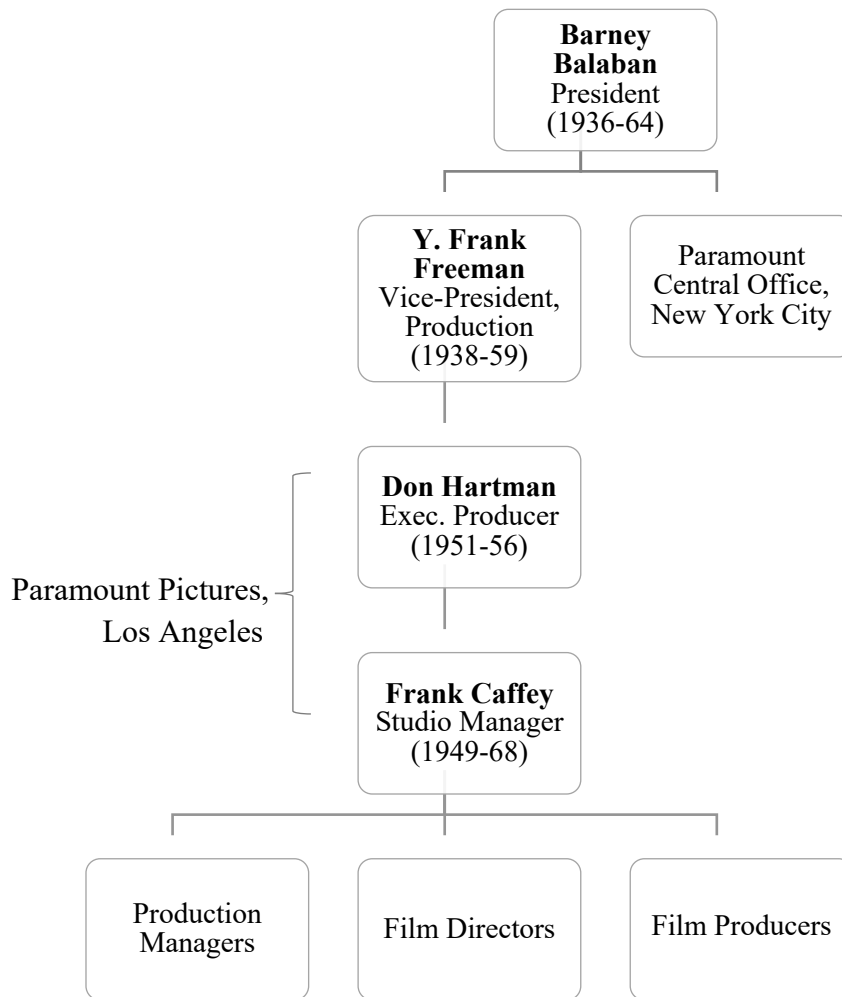 Barney
Balaban
President
(1936-64)
Y. Frank
Freeman
Vice-President,
Production
(1938-59)
Paramount
Central Office,
New York City
Don Hartman
Exec. Producer
(1951-56)
Paramount Pictures,
Los Angeles
Frank Caffey
Studio Manager
(1949-68)
Production
Managers
Film Directors
Film Producers